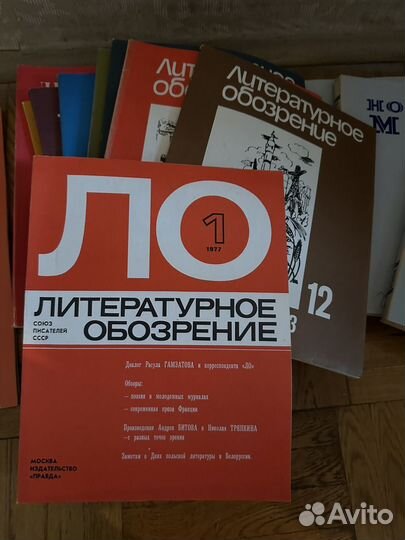 Литературное
обозрение
Литературное
обозрение
12
3
НО
М
ЛО
1
1977
ЛИТЕРАТУРНОЕ
СОЮЗ
ПИСАТЕЛЕЙ
СССР
ОБОЗРЕНИЕ
Диалог Расула ГАМЗАТОВА и корреспондента «ЛО»
Обзоры:
— поэзия в молодежных журналах
— современная проза Франции
Произведения Андрея БИТОВА и Николая ТРЯПКИНА
—с разных точек зрения
Заметки о Днях польской литературы в Белоруссии.
МОСКВА
ИЗДАТЕЛЬСТВО
«ПРАВДА»
Avito